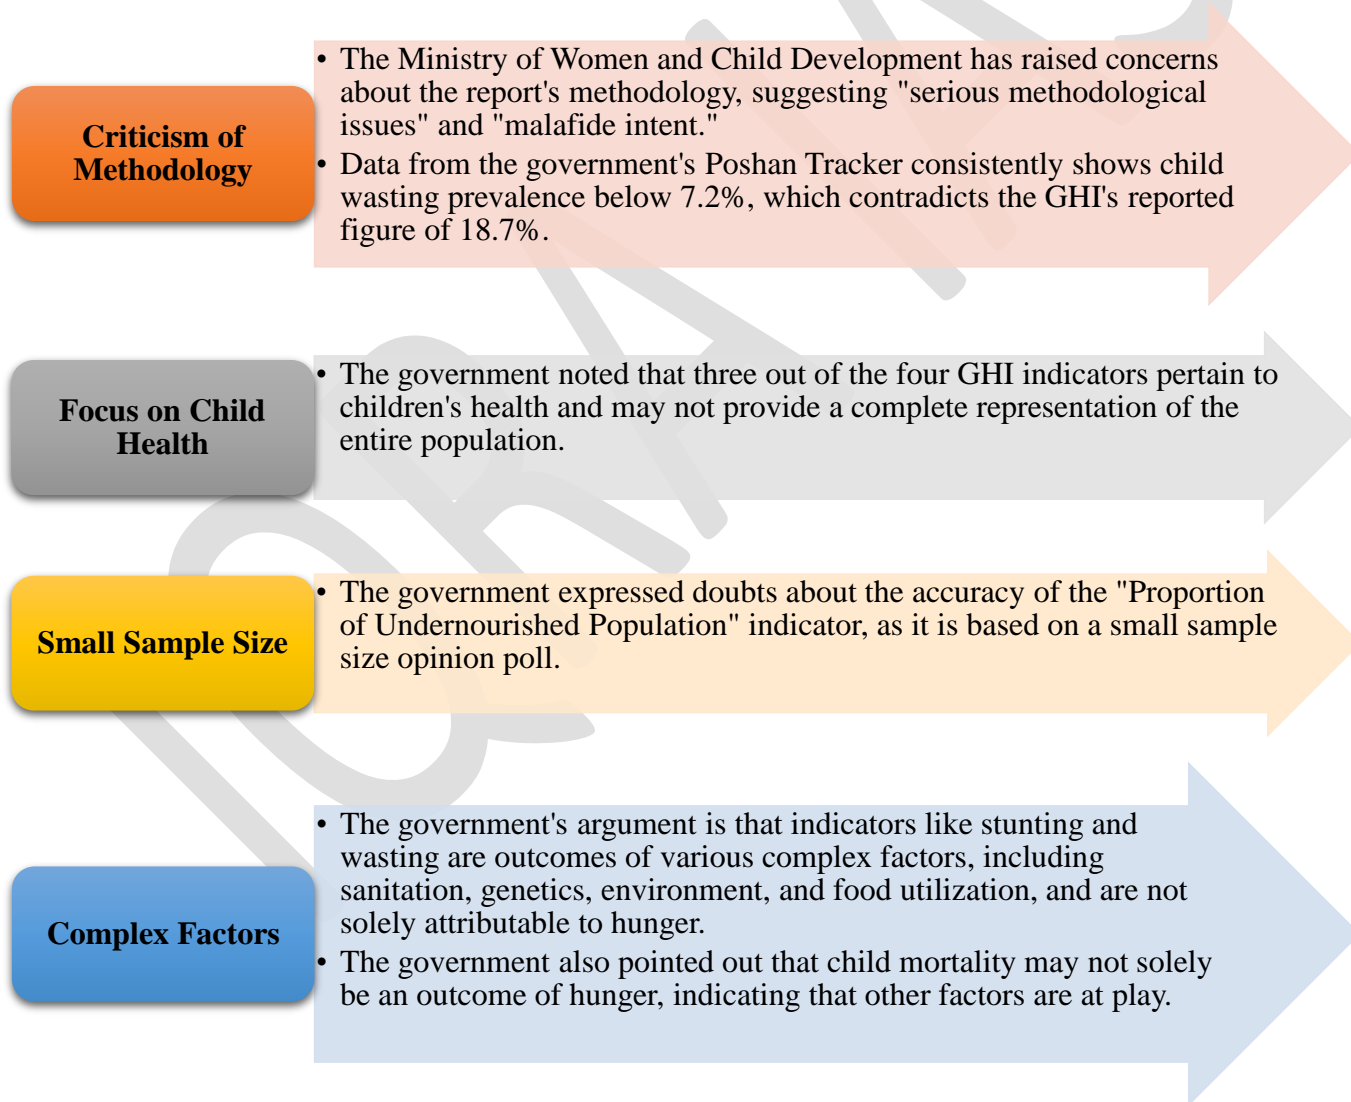 Criticism of
Methodology
• The Ministry of Women and Child Development has raised concerns
about the report's methodology, suggesting "serious methodological
issues" and "malafide intent."
• Data from the government's Poshan Tracker consistently shows child
wasting prevalence below 7.2%, which contradicts the GHI's reported
figure of 18.7%.
Focus on Child
Health
• The government noted that three out of the four GHI indicators pertain to
children's health and may not provide a complete representation of the
entire population.
Small Sample Size
• The government expressed doubts about the accuracy of the "Proportion
of Undernourished Population" indicator, as it is based on a small sample
size opinion poll.
Complex Factors
• The government's argument is that indicators like stunting and
wasting are outcomes of various complex factors, including
sanitation, genetics, environment, and food utilization, and are not
solely attributable to hunger.
• The government also pointed out that child mortality may not solely
be an outcome of hunger, indicating that other factors are at play.